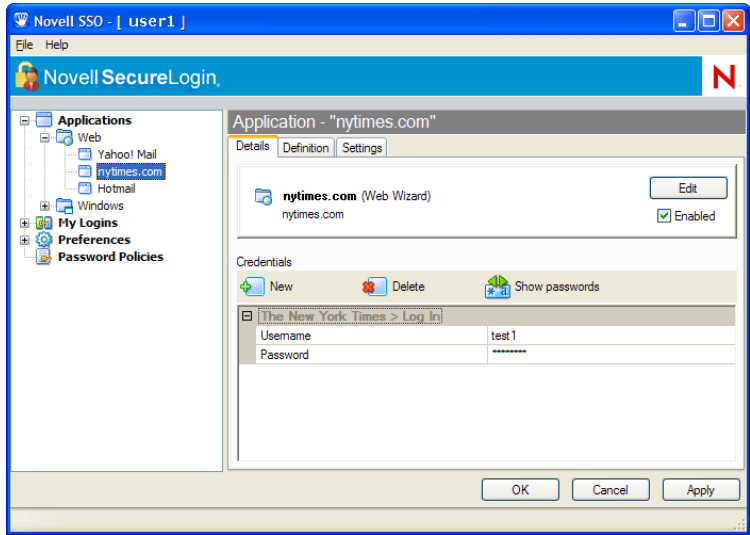 Novell SSO - [ user1 ]
File Help
Novell SecureLogin
N
Applications
Web
Yahoo! Mail
nytimes.com
Hotmail
Windows
My Logins
Preferences
Password Policies
Application - "nytimes.com"
Details Definition Settings
nytimes.com (Web Wizard)
nytimes.com
Edit
Enabled
Credentials
New Delete Show passwords
The New York Times > Log In
Username test1
Password ********
OK Cancel Apply